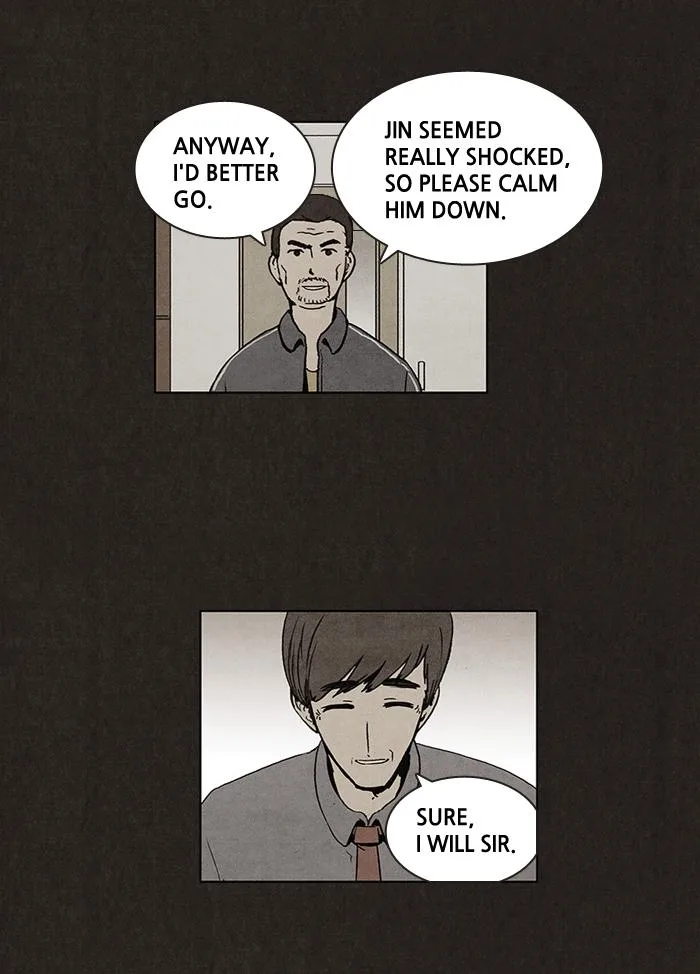 ANYWAY,
I'D BETTER
GO.
JIN SEEMED
REALLY SHOCKED,
SO PLEASE CALM
HIM DOWN.
SURE,
I WILL SIR.